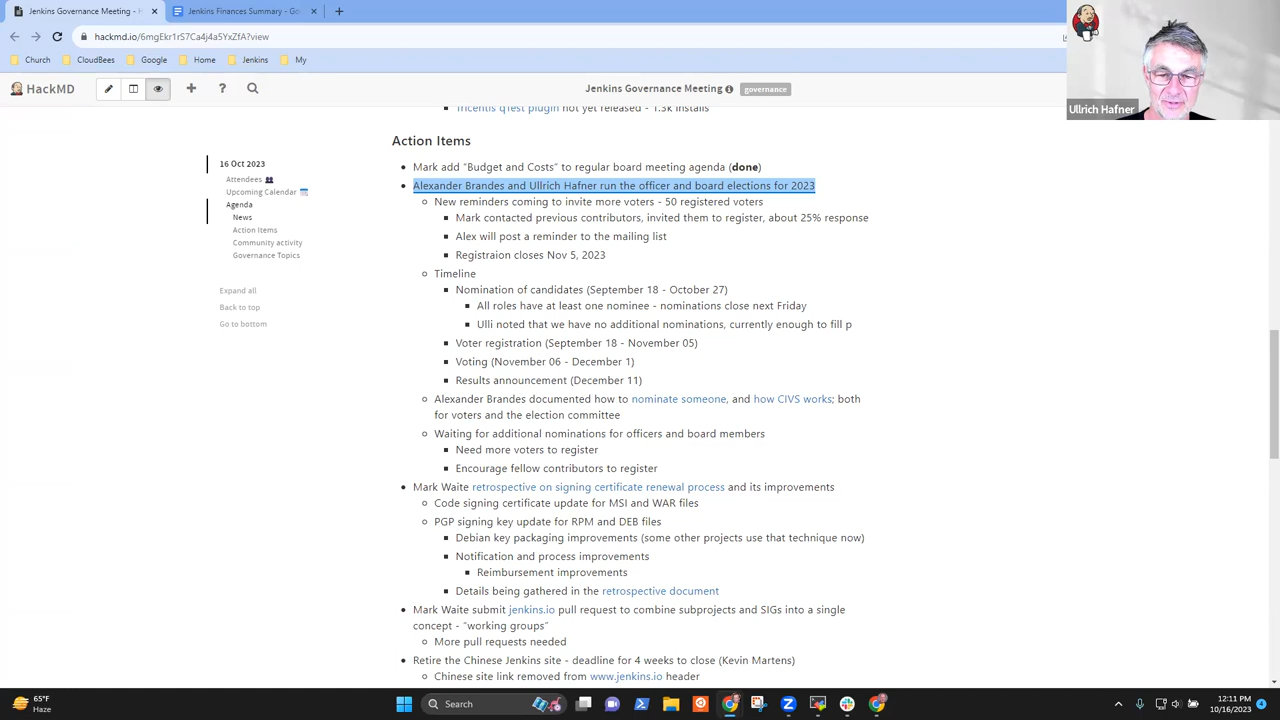 Jenkins Governance Meeting - H
Jenkins Finances Summary - Go
hackmd.io/6mgEkr1rS7Ca4j4a5YxZfA?view
Church
CloudBees
Google
Home
Jenkins
My
HackMD
Jenkins Governance Meeting
governance
Ullrich Hafner
Tricentis qTest plugin not yet released - 1.3k installs
Action Items
16 Oct 2023
Attendees
Upcoming Calendar
Agenda
News
Action Items
Community activity
Governance Topics
Expand all
Back to top
Go to bottom
Mark add “Budget and Costs” to regular board meeting agenda (done)
Alexander Brandes and Ullrich Hafner run the officer and board elections for 2023
New reminders coming to invite more voters - 50 registered voters
Mark contacted previous contributors, invited them to register, about 25% response
Alex will post a reminder to the mailing list
Registraion closes Nov 5, 2023
Timeline
Nomination of candidates (September 18 - October 27)
All roles have at least one nominee - nominations close next Friday
Ulli noted that we have no additional nominations, currently enough to fill p
Voter registration (September 18 - November 05)
Voting (November 06 - December 1)
Results announcement (December 11)
Alexander Brandes documented how to nominate someone, and how CIVS works; both
for voters and the election committee
Waiting for additional nominations for officers and board members
Need more voters to register
Encourage fellow contributors to register
Mark Waite retrospective on signing certificate renewal process and its improvements
Code signing certificate update for MSI and WAR files
PGP signing key update for RPM and DEB files
Debian key packaging improvements (some other projects use that technique now)
Notification and process improvements
Reimbursement improvements
Details being gathered in the retrospective document
Mark Waite submit jenkins.io pull request to combine subprojects and SIGs into a single
concept - “working groups”
More pull requests needed
Retire the Chinese Jenkins site - deadline for 4 weeks to close (Kevin Martens)
Chinese site link removed from www.jenkins.io header
65°F
Haze
Search
12:11 PM
10/16/2023